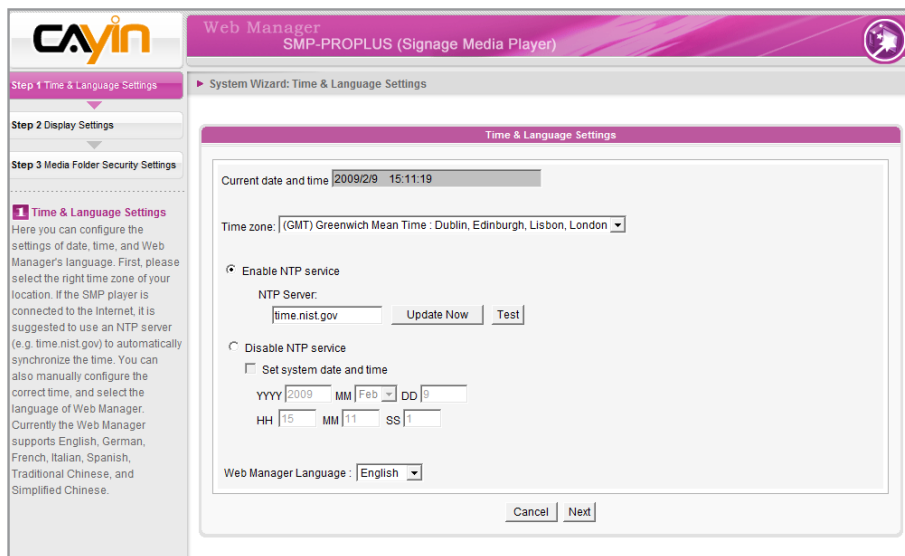 CAYIN
Web Manager
SMP-PROPLUS (Signage Media Player)
Step 1 Time & Language Settings
Step 2 Display Settings
Step 3 Media Folder Security Settings
1 Time & Language Settings
Here you can configure the
settings of date, time, and Web
Manager's language. First, please
select the right time zone of your
location. If the SMP player is
connected to the Internet, it is
suggested to use an NTP server
(e.g. time.nist.gov) to automatically
synchronize the time. You can
also manually configure the
correct time, and select the
language of Web Manager.
Currently the Web Manager
supports English, German,
French, Italian, Spanish,
Traditional Chinese, and
Simplified Chinese.
System Wizard: Time & Language Settings
Time & Language Settings
Current date and time 2009/2/9 15:11:19
Time zone: (GMT) Greenwich Mean Time : Dublin, Edinburgh, Lisbon, London
Enable NTP service
NTP Server:
time.nist.gov Update Now Test
Disable NTP service
Set system date and time
YYYY 2009 MM Feb DD 9
HH 15 MM 11 SS 1
Web Manager Language : English
Cancel Next